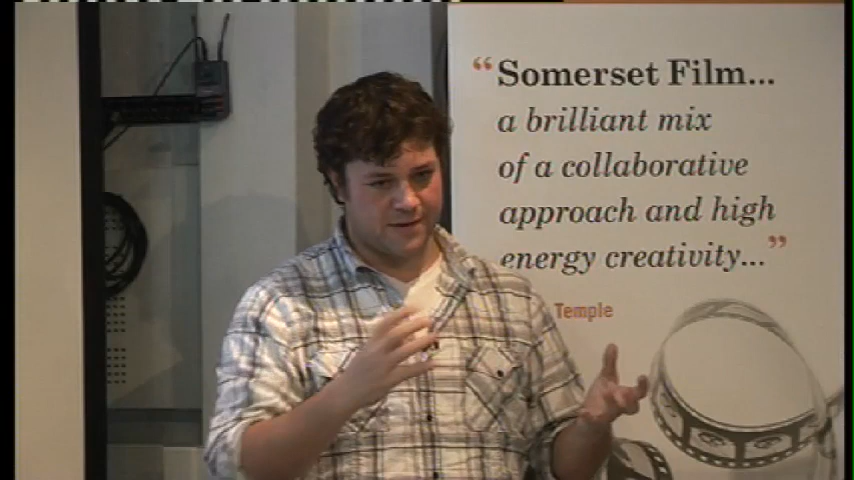 “Somerset Film...
a brilliant mix
of a collaborative
approach and high
energy creativity...”
Temple